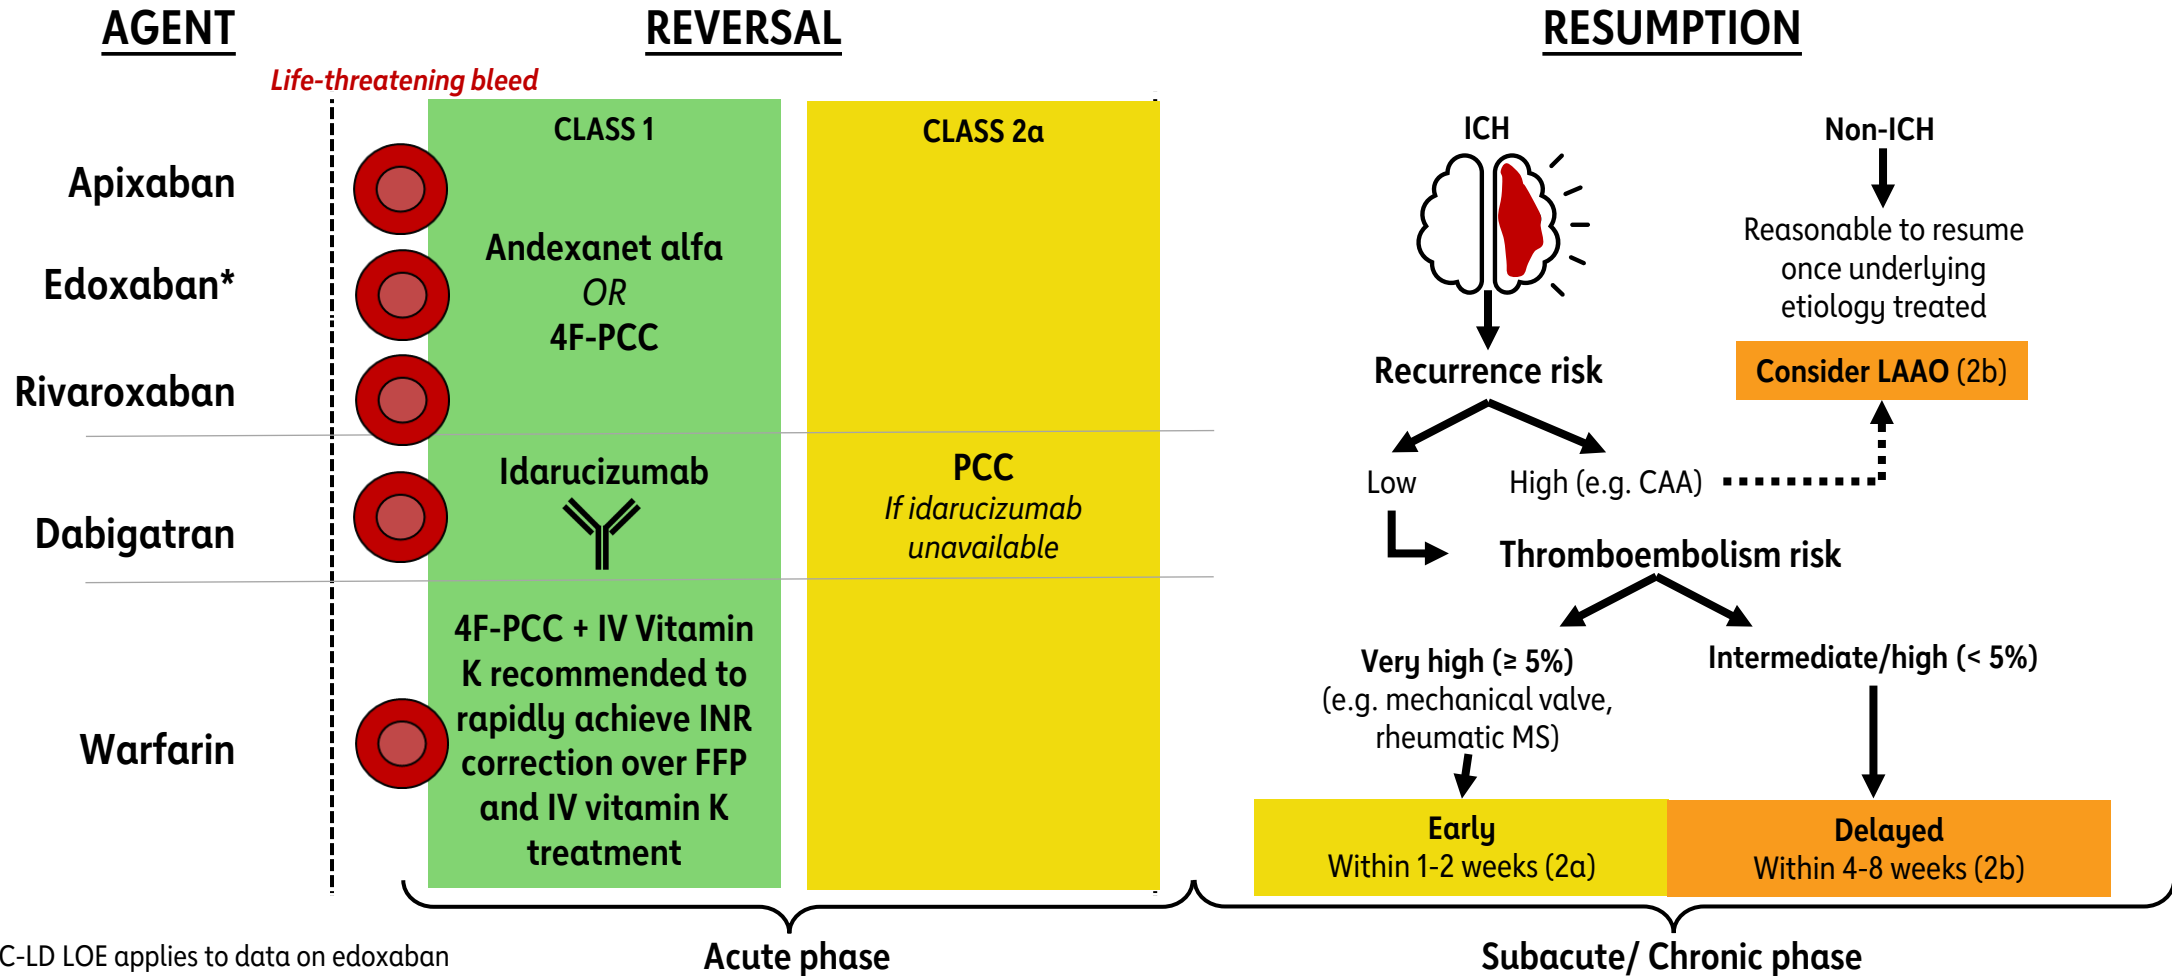 AGENT
REVERSAL
RESUMPTION
Life-threatening bleed
CLASS 1
CLASS 2a
Apixaban
Edoxaban*
Rivaroxaban
Andexanet alfa
OR
4F-PCC
Dabigatran
Idarucizumab
PCC
If idarucizumab
unavailable
Warfarin
4F-PCC + IV Vitamin
K recommended to
rapidly achieve INR
correction over FFP
and IV vitamin K
treatment
ICH
Non-ICH
Reasonable to resume
once underlying
etiology treated
Recurrence risk
Consider LAAO (2b)
Low
High (e.g. CAA)
Thromboembolism risk
Very high (≥ 5%)
(e.g. mechanical valve,
rheumatic MS)
Intermediate/high (< 5%)
Early
Within 1-2 weeks (2a)
Delayed
Within 4-8 weeks (2b)
C-LD LOE applies to data on edoxaban
Acute phase
Subacute/ Chronic phase